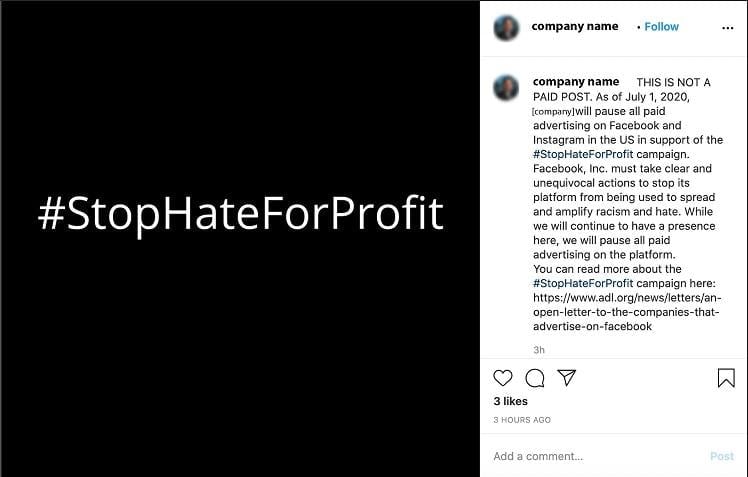 #StopHateForProfit
company name • Follow ...
company name THIS IS NOT A
PAID POST. As of July 1, 2020,
[company]will pause all paid
advertising on Facebook and
Instagram in the US in support of the
#StopHateForProfit campaign.
Facebook, Inc. must take clear and
unequivocal actions to stop its
platform from being used to spread
and amplify racism and hate. While
we will continue to have a presence
here, we will pause all paid
advertising on the platform.
You can read more about the
#StopHateForProfit campaign here:
https://www.adl.org/news/letters/an-
open-letter-to-the-companies-that-
advertise-on-facebook
3h
3 likes
3 HOURS AGO
Add a comment... Post